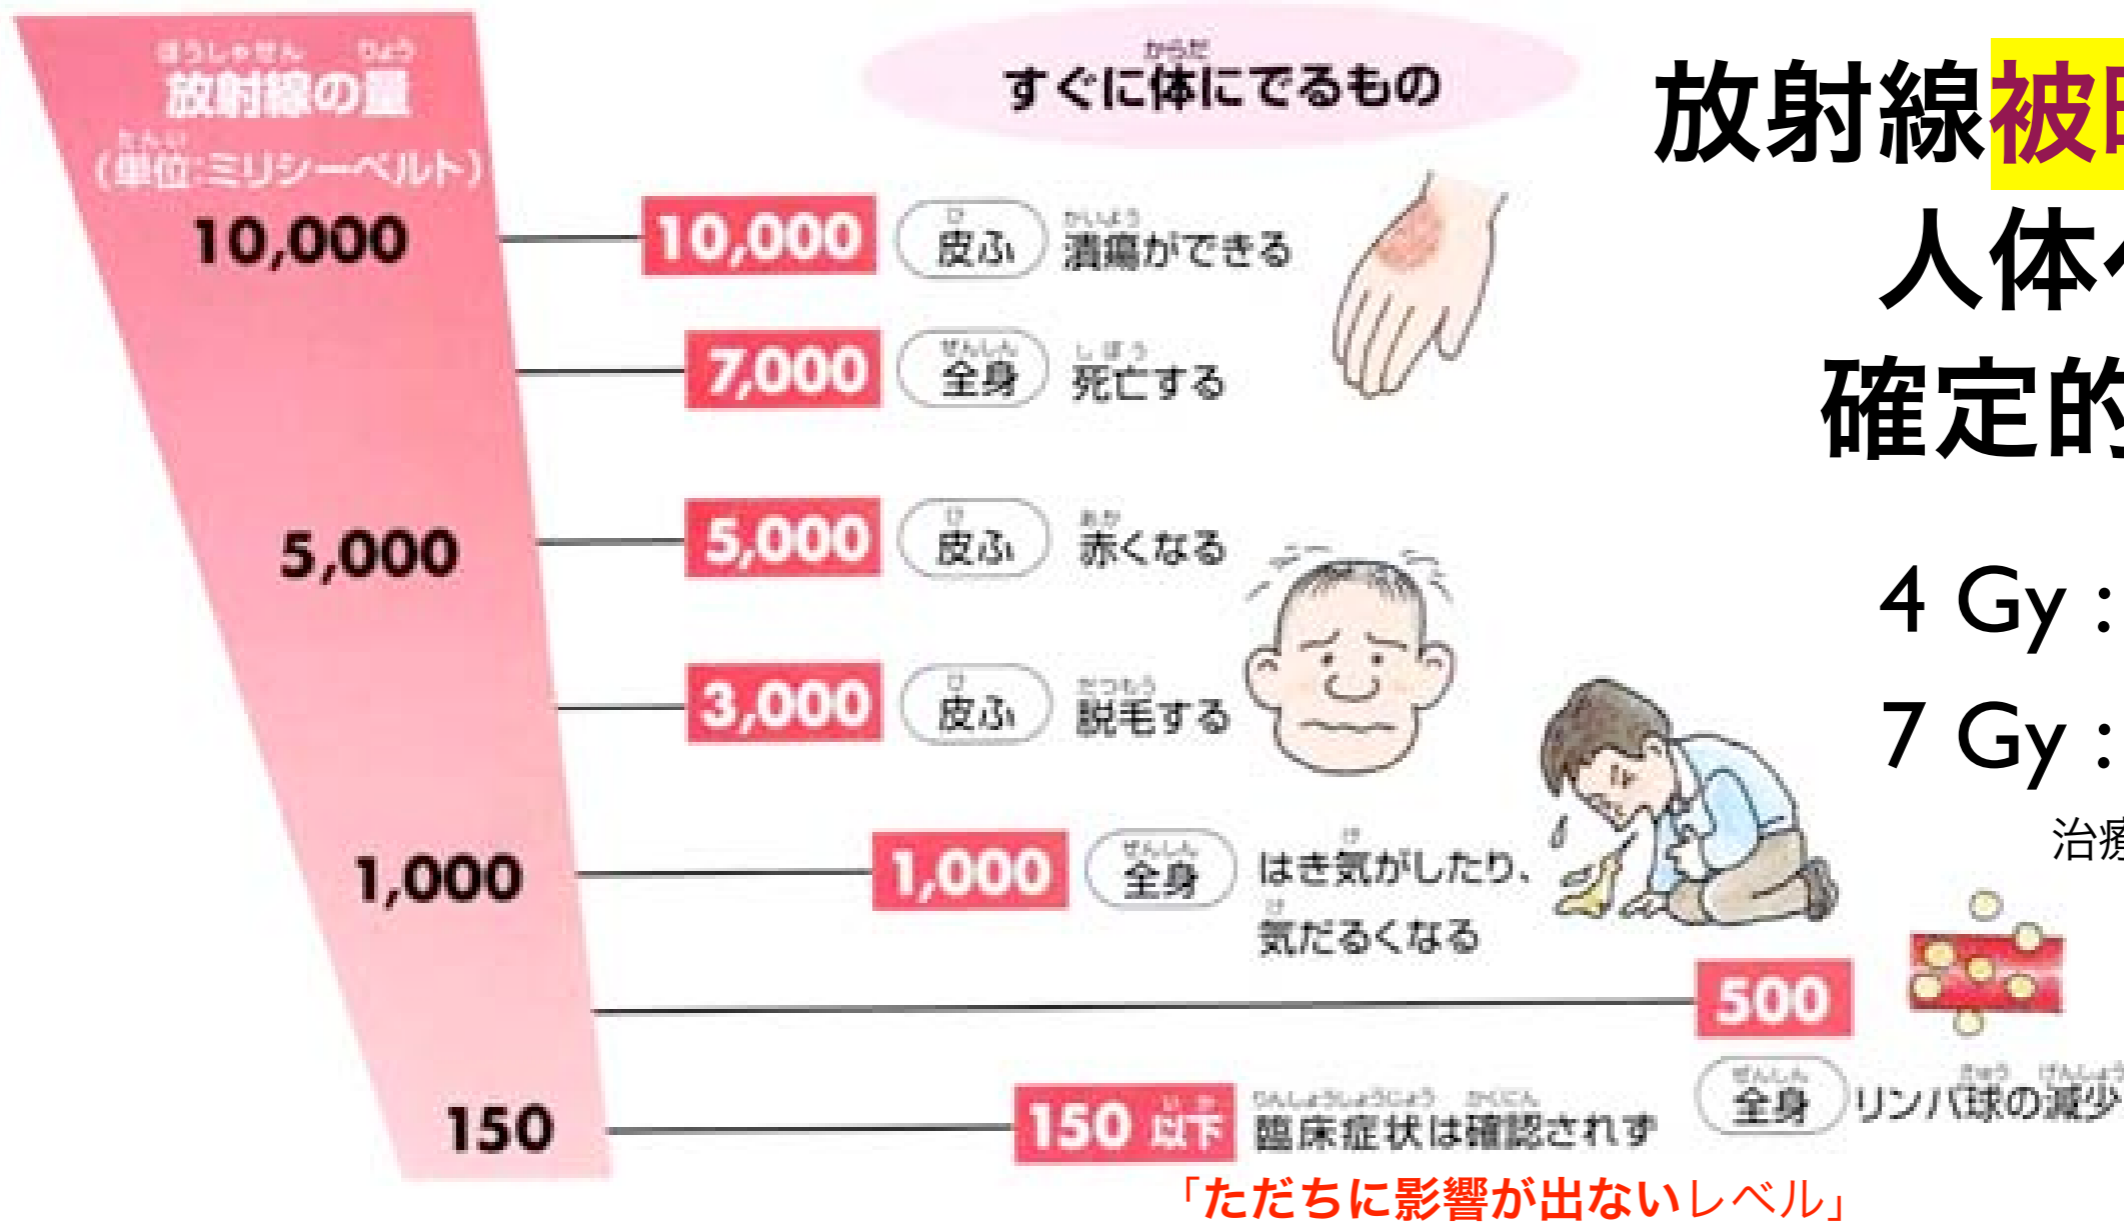 放射線の量
(単位:ミリシーベルト)
10,000
5,000
1,000
150
すぐに体にでるもの
10,000 皮ふ 潰瘍ができる
7,000 全身 死亡する
5,000 皮ふ 赤くなる
3,000 皮ふ 脱毛する
1,000 全身 はき気がしたり、
気だるくなる
500
全身 リンパ球の減少
150 以下 臨床症状は確認されず
「ただちに影響が出ないレベル」
放射線被
人体
確定的
4 Gy :
7 Gy :
治療